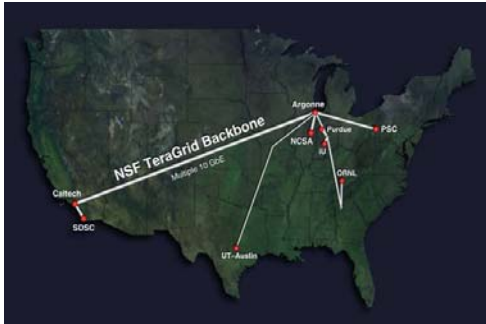 Argonne
Purdue
PSC
NCSA
IU
NSF TeraGrid Backbone
Multiple 10 GbE
ORNL
Caltech
SDSC
UT-Austin